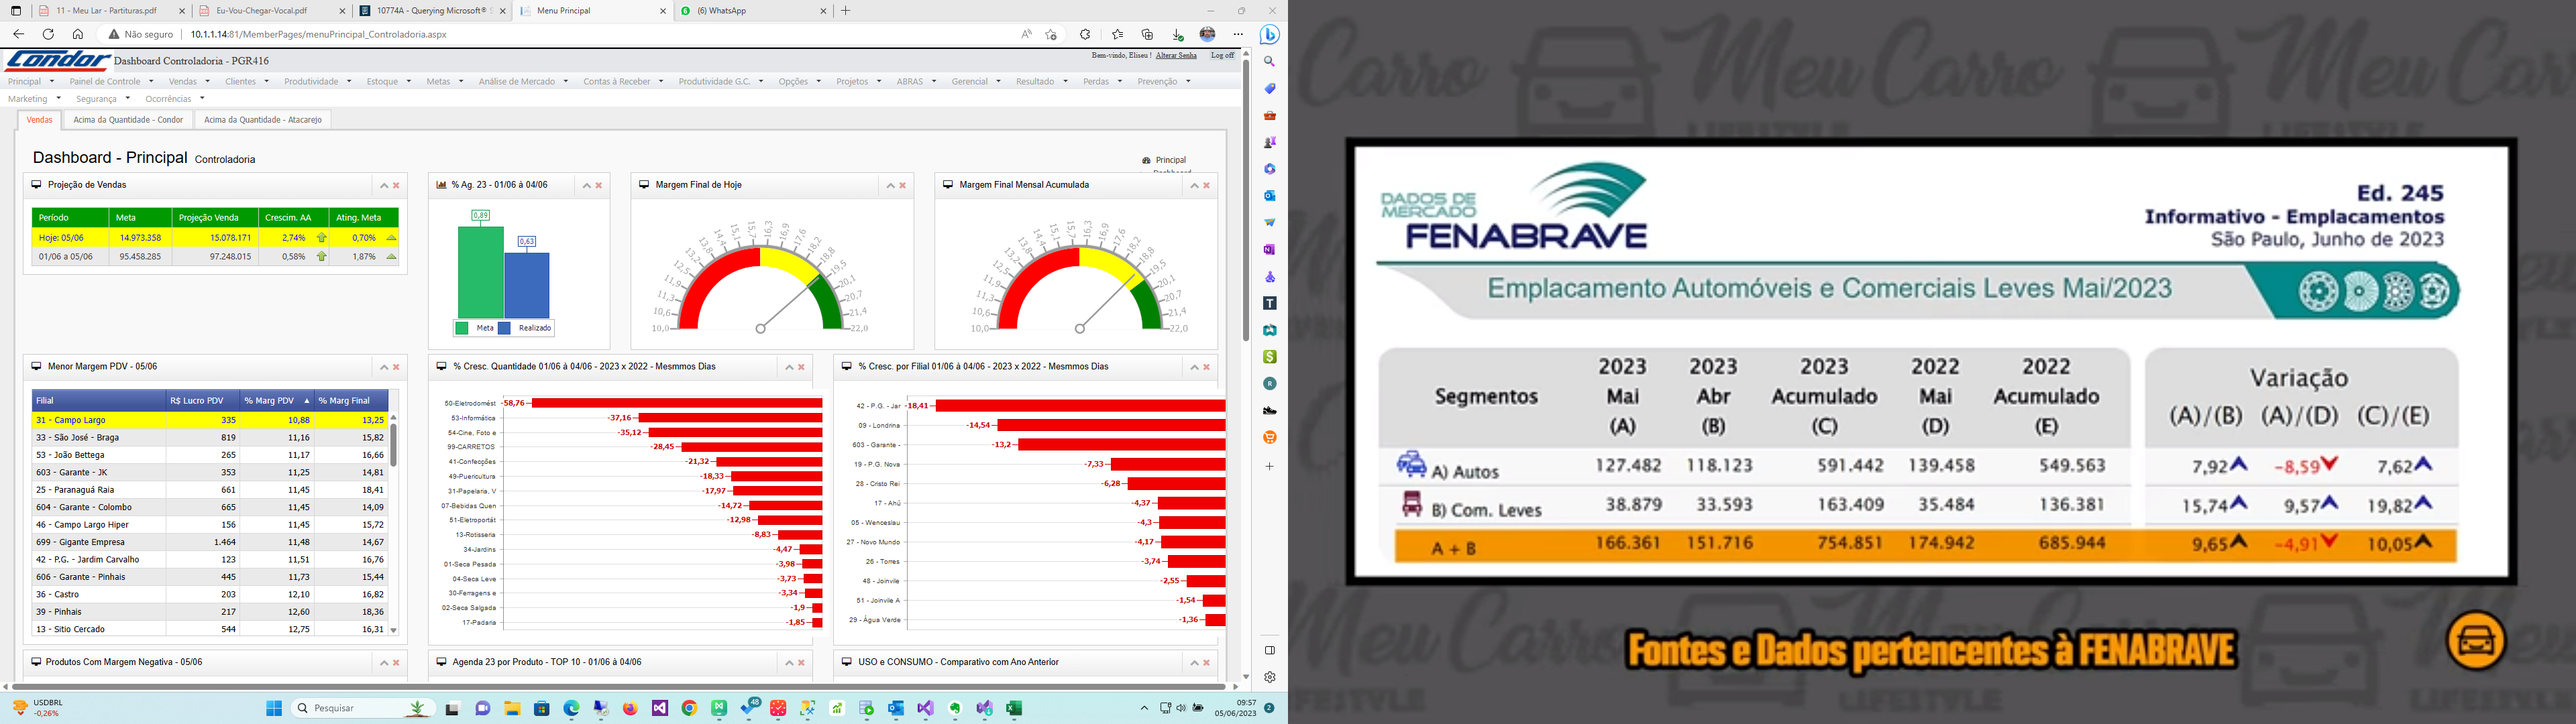 11 - Meu Lar - Partituras.pdf
Eu-Vou-Chegar-Vocal.pdf
10774A - Querying Microsoft® S
Menu Principal
(6) WhatsApp
Não seguro
10.1.1.14:81/MemberPages/menuPrincipal_Controladoria.aspx
Condor
Dashboard Controladoria - PGR416
Bem-vindo, Eliseu ! Alterar Senha Log off
Principal Painel de Controle Vendas Clientes Produtividade Estoque Metas Análise de Mercado Contas à Receber Produtividade G.C. Opções Projetos ABRAS Gerencial Resultado Perdas Prevenção
Marketing Segurança Ocorrências
Vendas Acima da Quantidade - Condor Acima da Quantidade - Atacarejo
Dashboard - Principal Controladoria
Principal
Projeção de Vendas
Período Meta Projeção Venda Crescim. AA Ating. Meta
Hoje: 05/06 14.973.358 15.078.171 2,74% 0,70%
01/06 a 05/06 95.458.285 97.248.015 0,58% 1,87%
% Ag. 23 - 01/06 à 04/06
0,89
0,63
Meta Realizado
Margem Final de Hoje
10,0 10,6 11,3 11,9 12,5 13,2 13,8 14,4 15,1 15,7 16,3 16,9 17,6 18,2 18,8 19,5 20,1 20,7 21,4 22,0
Margem Final Mensal Acumulada
10,0 10,6 11,3 11,9 12,5 13,2 13,8 14,4 15,1 15,7 16,3 16,9 17,6 18,2 18,8 19,5 20,1 20,7 21,4 22,0
Menor Margem PDV - 05/06
Filial R$ Lucro PDV % Marg PDV % Marg Final
31 - Campo Largo 335 10,88 13,25
33 - São José - Braga 819 11,16 15,82
53 - João Bettega 265 11,17 16,66
603 - Garante - JK 353 11,25 14,81
25 - Paranaguá Raia 661 11,45 18,41
604 - Garante - Colombo 665 11,45 14,09
46 - Campo Largo Hiper 156 11,45 15,72
699 - Gigante Empresa 1.464 11,48 14,67
42 - P.G. - Jardim Carvalho 123 11,51 16,76
606 - Garante - Pinhais 445 11,73 15,44
36 - Castro 203 12,10 16,82
39 - Pinhais 217 12,60 18,36
13 - Sitio Cercado 544 12,75 16,31
% Cresc. Quantidade 01/06 à 04/06 - 2023 x 2022 - Mesmmos Dias
50-Eletrodomést -58,76
53-Informática -37,16
54-Cine, Foto e -35,12
99-CARRETOS -28,45
41-Confecções -21,32
49-Puericultura -18,33
31-Papelaria, V -17,97
07-Bebidas Quen -14,72
51-Eletroportát -12,98
13-Rotisseria -8,83
34-Jardins -4,47
01-Seca Pesada -3,98
04-Seca Leve -3,73
30-Ferragens e -3,34
02-Seca Salgada -1,9
17-Padaria -1,85
% Cresc. por Filial 01/06 à 04/06 - 2023 x 2022 - Mesmmos Dias
42 - P.G. - Jar -18,41
09 - Londrina -14,54
603 - Garante - -13,2
19 - P.G. Nova -7,33
28 - Cristo Rei -6,28
17 - Ahú -4,37
05 - Wenceslau -4,3
27 - Novo Mundo -4,17
26 - Torres -3,74
48 - Joinvile -2,55
51 - Joinvile A -1,54
29 - Água Verde -1,36
Produtos Com Margem Negativa - 05/06
Agenda 23 por Produto - TOP 10 - 01/06 à 04/06
USO e CONSUMO - Comparativo com Ano Anterior
USDBRL
-0,26%
Pesquisar
48
09:57
05/06/2023
2
Meu Carro
LIFESTYLE
DADOS DE
MERCADO
FENABRAVE
Ed. 245
Informativo - Emplacamentos
São Paulo, Junho de 2023
Emplacamento Automóveis e Comerciais Leves Mai/2023
Segmentos 2023 Mai (A) 2023 Abr (B) 2023 Acumulado (C) 2022 Mai (D) 2022 Acumulado (E) Variação (A)/(B) (A)/(D) (C)/(E)
A) Autos 127.482 118.123 591.442 139.458 549.563 7,92 -8,59 7,62
B) Com. Leves 38.879 33.593 163.409 35.484 136.381 15,74 9,57 19,82
A + B 166.361 151.716 754.851 174.942 685.944 9,65 -4,91 10,05
Fontes e Dados pertencentes à FENABRAVE